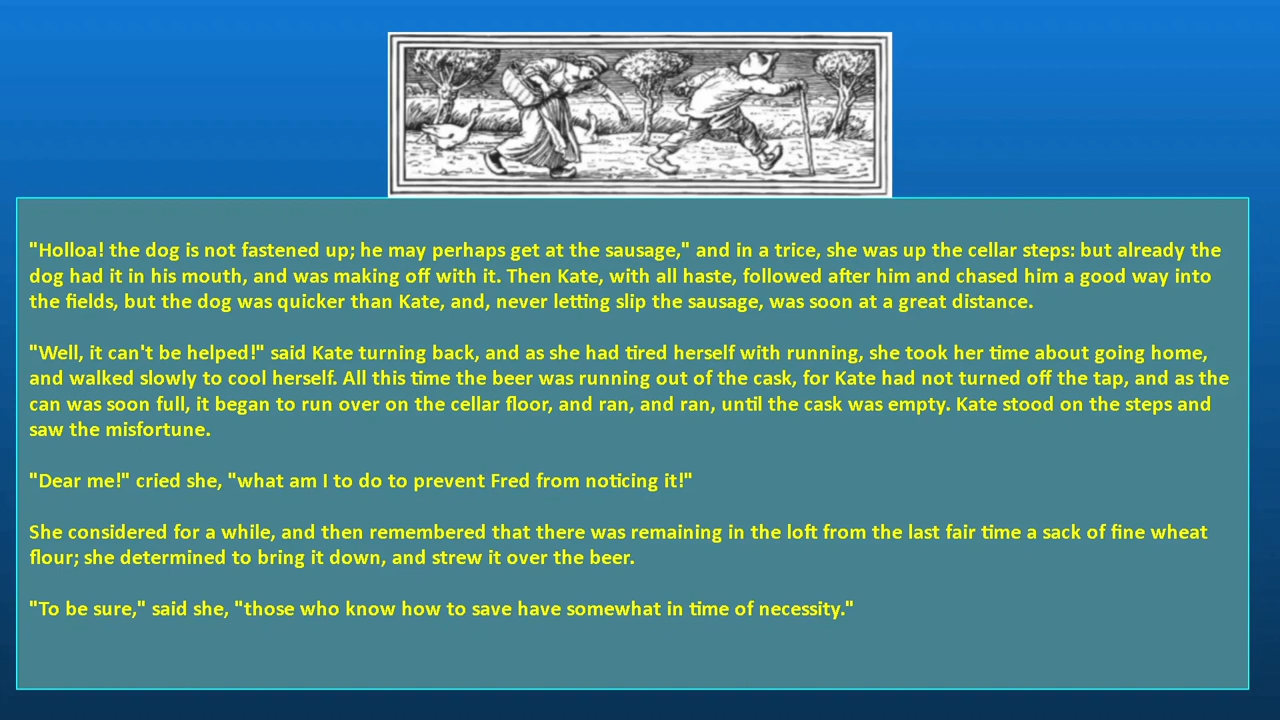 "Holloa! the dog is not fastened up; he may perhaps get at the sausage," and in a trice, she was up the cellar steps: but already the
dog had it in his mouth, and was making off with it. Then Kate, with all haste, followed after him and chased him a good way into
the fields, but the dog was quicker than Kate, and, never letting slip the sausage, was soon at a great distance.
"Well, it can't be helped!" said Kate turning back, and as she had tired herself with running, she took her time about going home,
and walked slowly to cool herself. All this time the beer was running out of the cask, for Kate had not turned off the tap, and as the
can was soon full, it began to run over on the cellar floor, and ran, and ran, until the cask was empty. Kate stood on the steps and
saw the misfortune.
"Dear me!" cried she, "what am I to do to prevent Fred from noticing it!"
She considered for a while, and then remembered that there was remaining in the loft from the last fair time a sack of fine wheat
flour; she determined to bring it down, and strew it over the beer.
"To be sure," said she, "those who know how to save have somewhat in time of necessity."